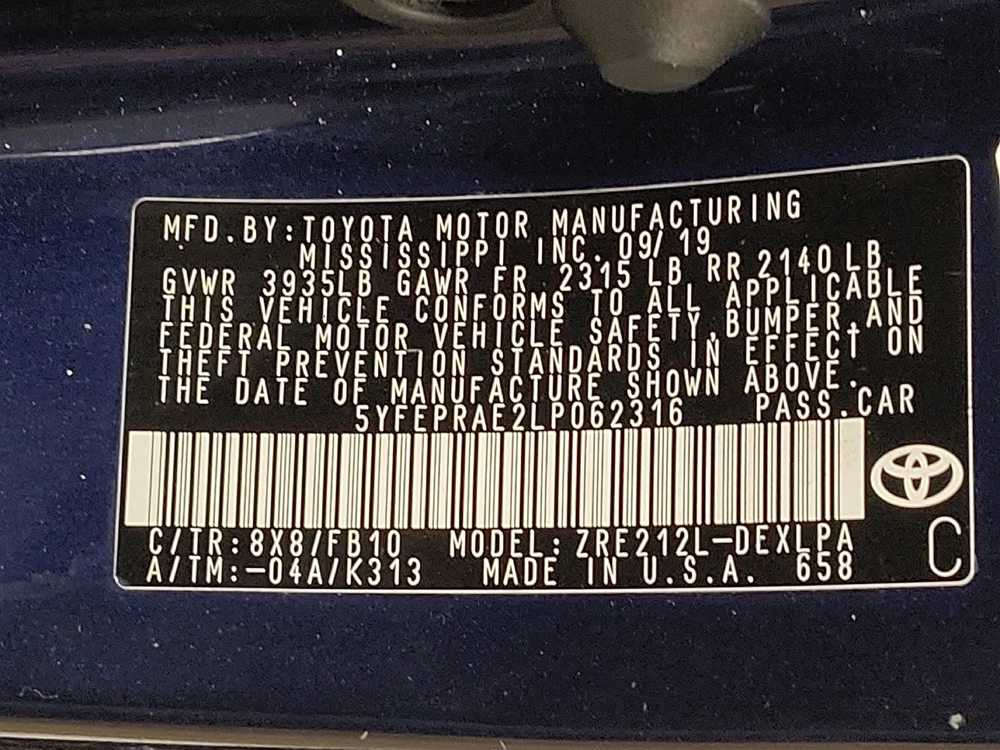 MFD.BY:TOYOTA MOTOR MANUFACTURING
MISSISSIPPI INC. 09/19
GVWR 3935LB GAWR FR 2315 LB RR 2140 LB
THIS VEHICLE CONFORMS TO ALL APPLICABLE
FEDERAL MOTOR VEHICLE SAFETY,BUMPER,AND
THEFT PREVENTION STANDARDS IN EFFECT ON
THE DATE OF MANUFACTURE SHOWN ABOVE.
5YFEPRAE2LP062316 PASS.CAR
C/TR:8X8/FB10 MODEL:ZRE212L-DEXLPA
A/TM:-04A/K313 MADE IN U.S.A. 658
C